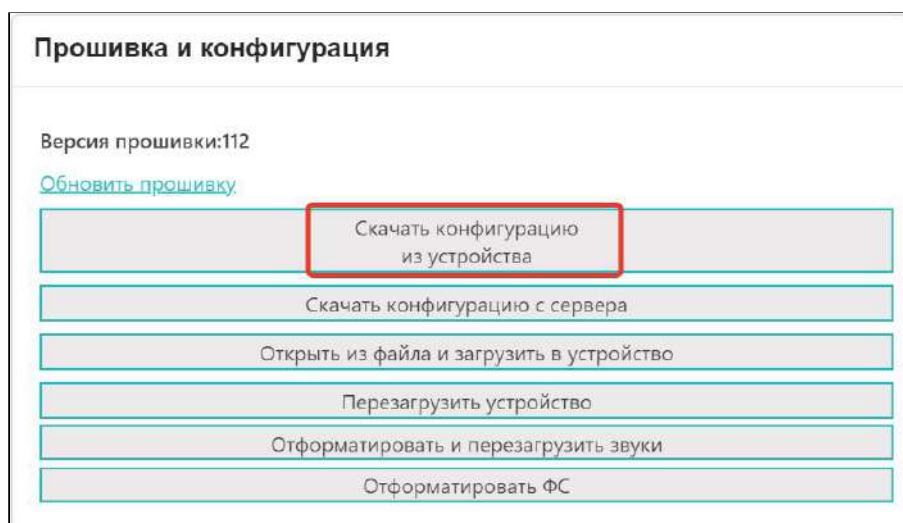 Прошивка и конфигурация
Версия прошивки:112
Обновить прошивку
Скачать конфигурацию
из устройства
Скачать конфигурацию с сервера
Открыть из файла и загрузить в устройство
Перезагрузить устройство
Отформатировать и перезагрузить звуки
Отформатировать ФС